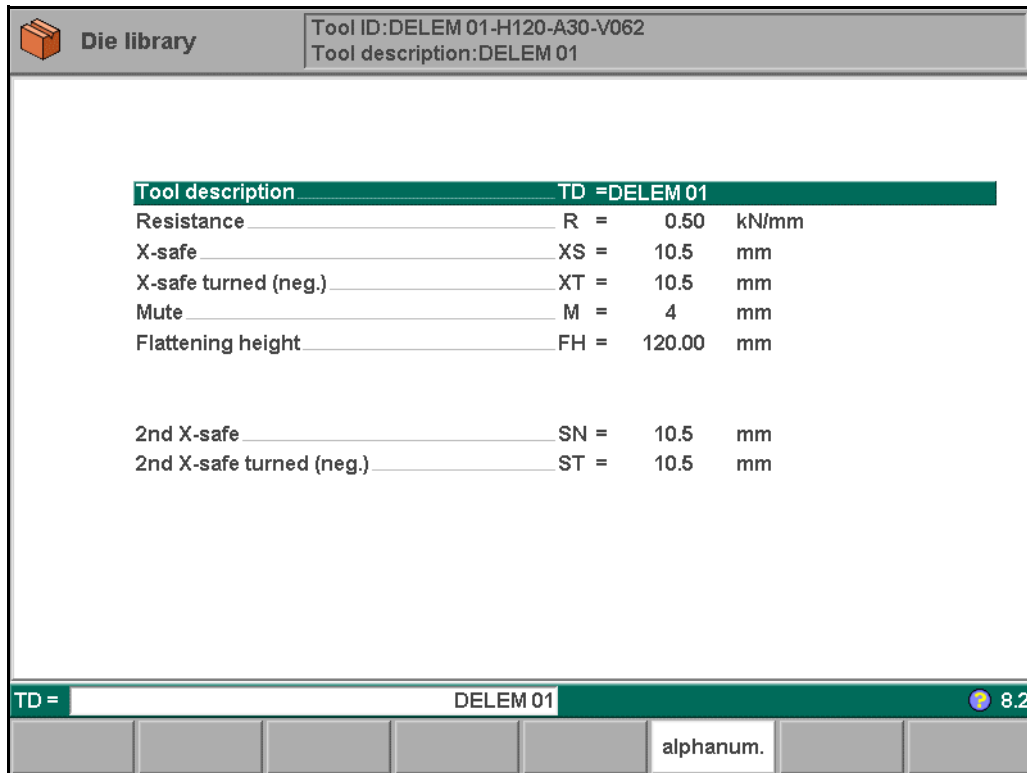 Die library
Tool ID:DELEM 01-H120-A30-V062
Tool description:DELEM 01
Tool description TD =DELEM 01
Resistance R = 0.50 kN/mm
X-safe XS = 10.5 mm
X-safe turned (neg.) XT = 10.5 mm
Mute M = 4 mm
Flattening height FH = 120.00 mm
2nd X-safe SN = 10.5 mm
2nd X-safe turned (neg.) ST = 10.5 mm
TD = DELEM 01 ? 8.2
alphanum.